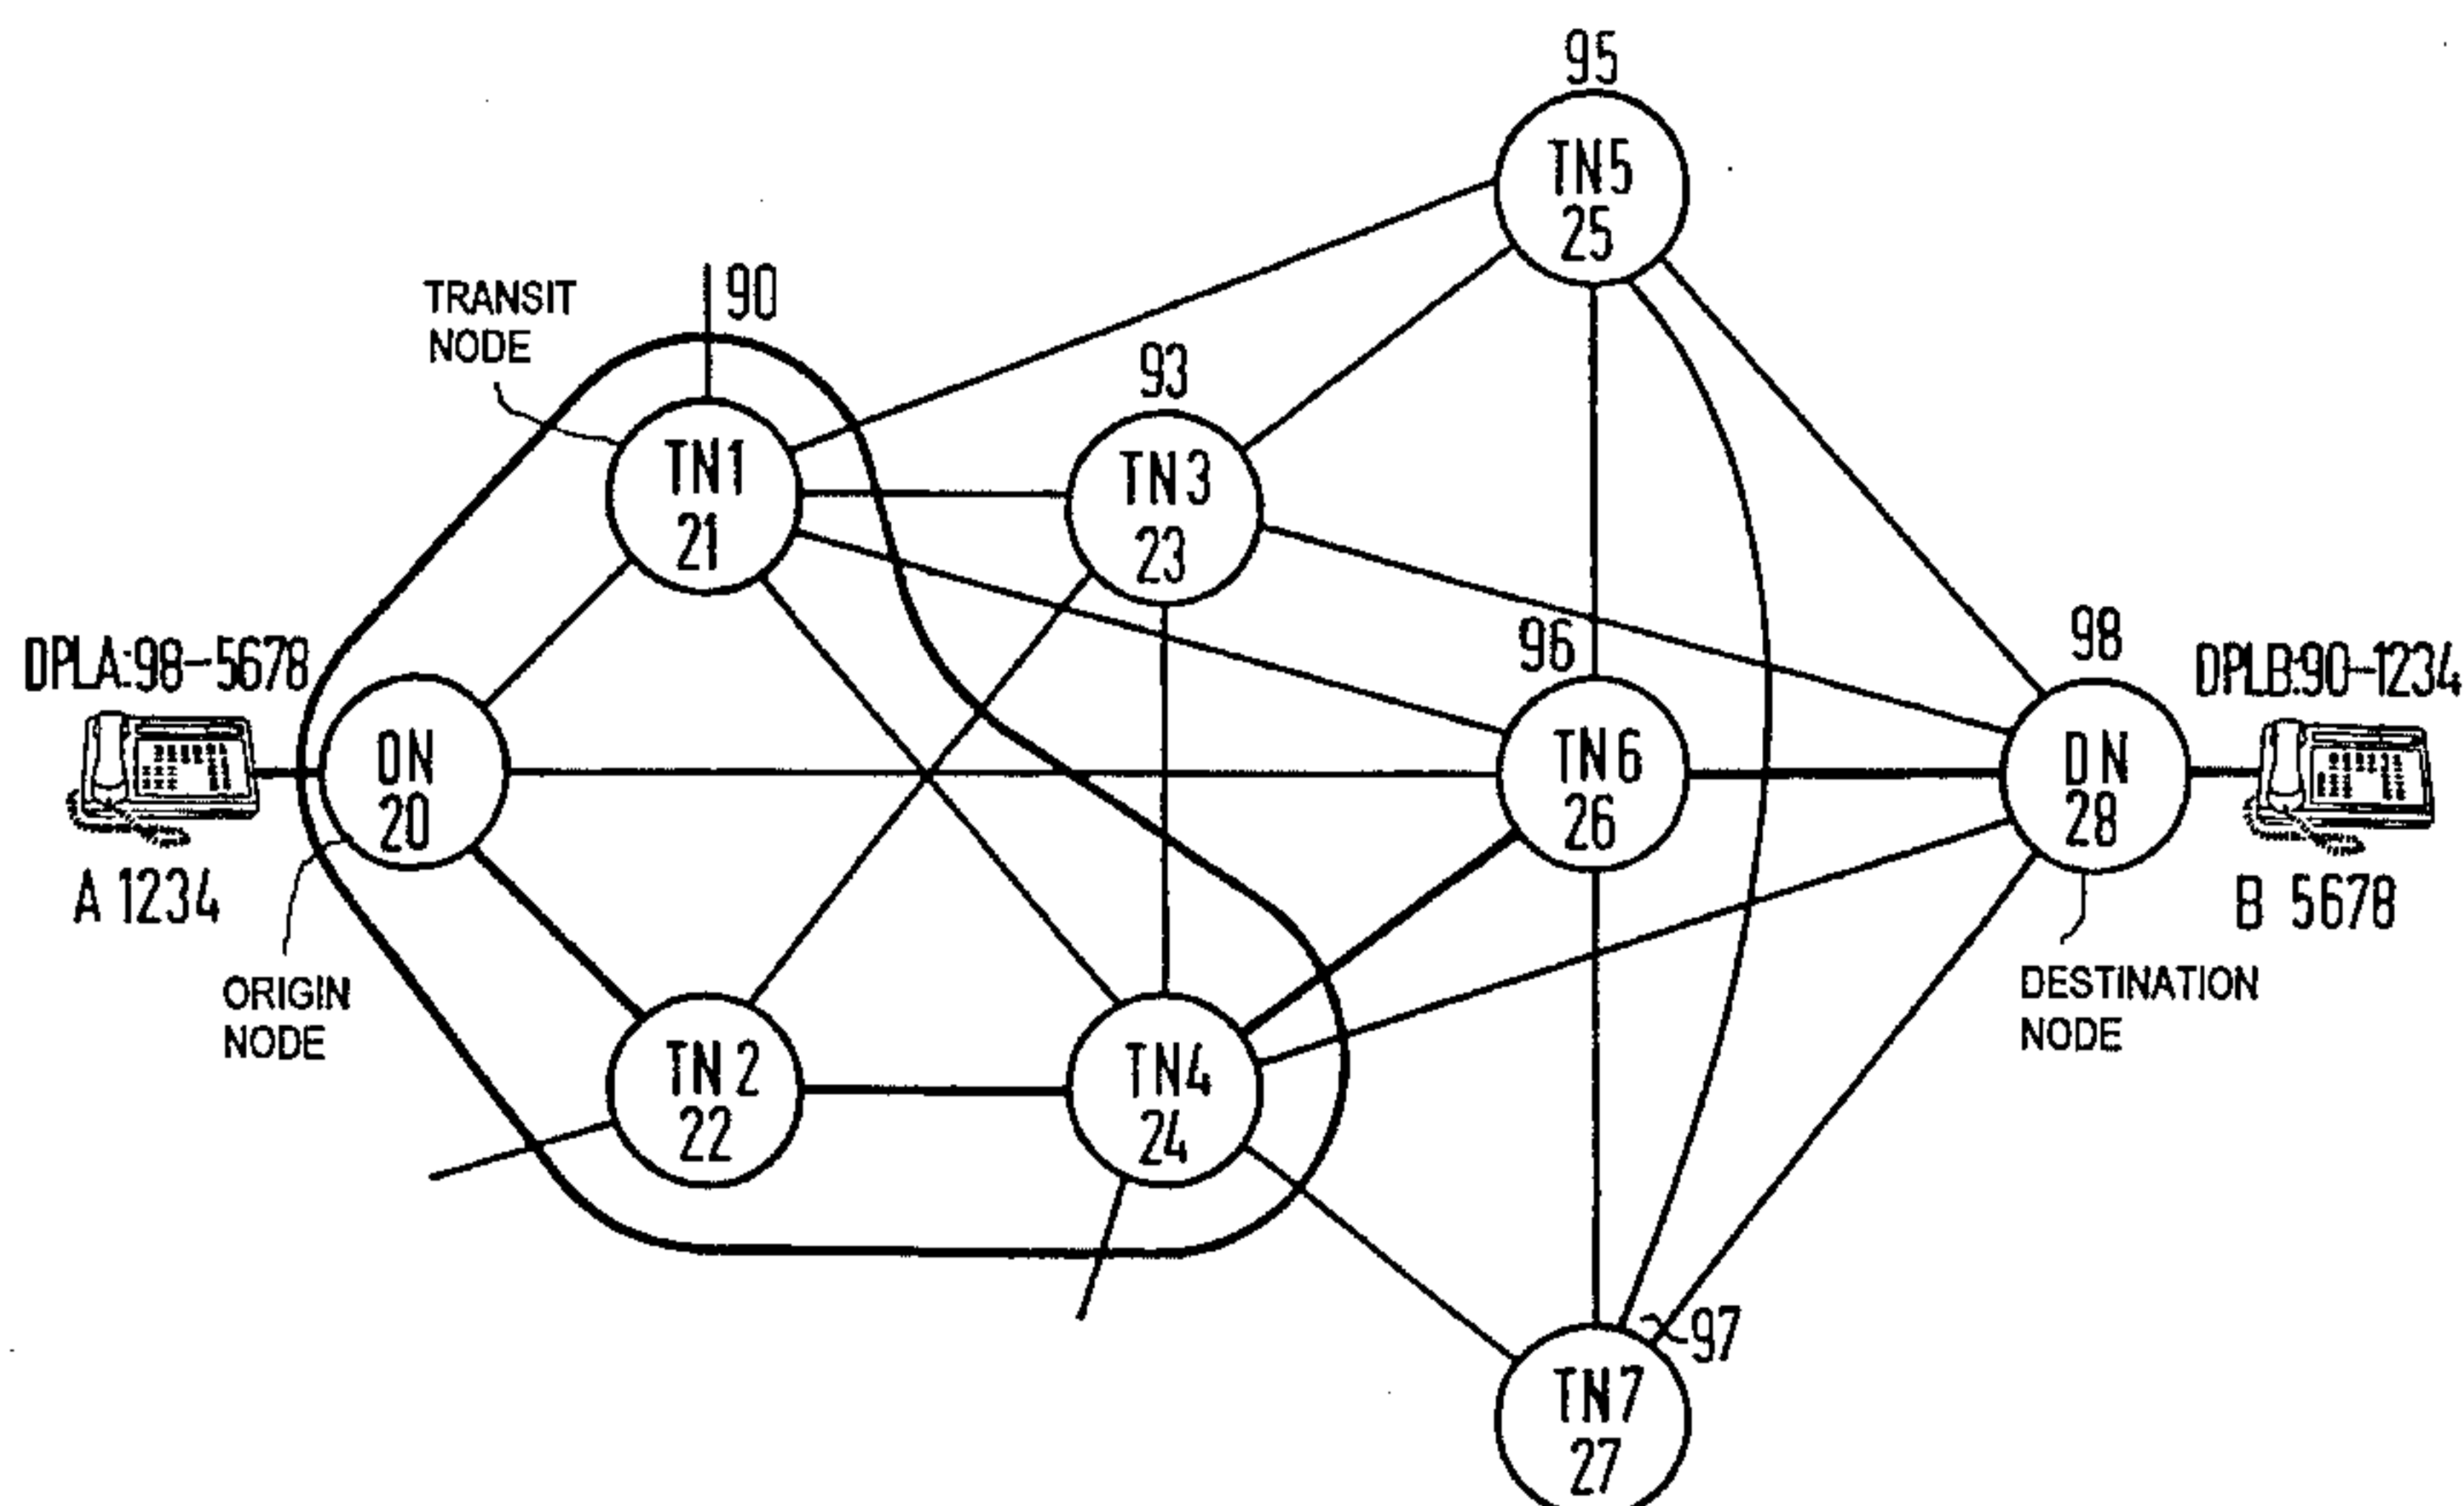 95
TN5
25
TRANSIT
NODE
90
93
TN1
21
TN3
23
DPLA:98-5678
96
98
DPLB:90-1234
ON
20
TN6
26
DN
28
A 1234
B 5678
ORIGIN
NODE
DESTINATION
NODE
TN2
22
TN4
24
97
TN7
27